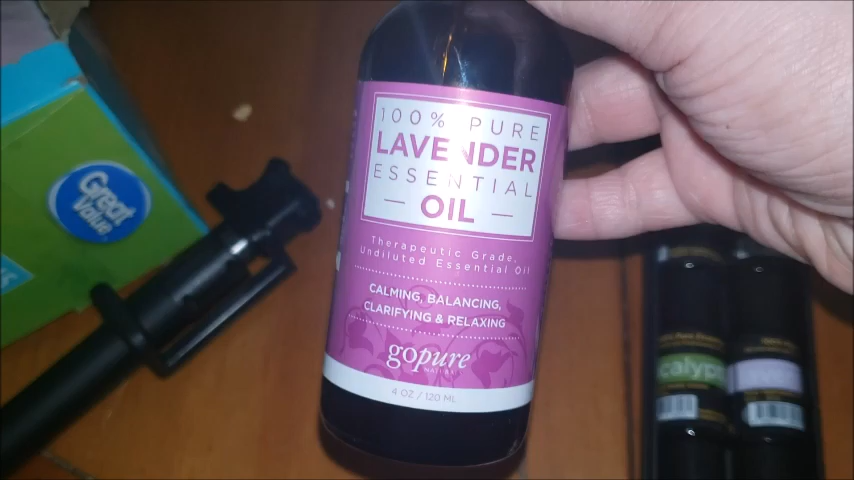 100% PURE
LAVENDER
ESSENTIAL
OIL
Therapeutic Grade,
Undiluted Essential Oil
CALMING, BALANCING,
CLARIFYING & RELAXING
gopure
4 OZ / 120 ML
Great
Value
calyp